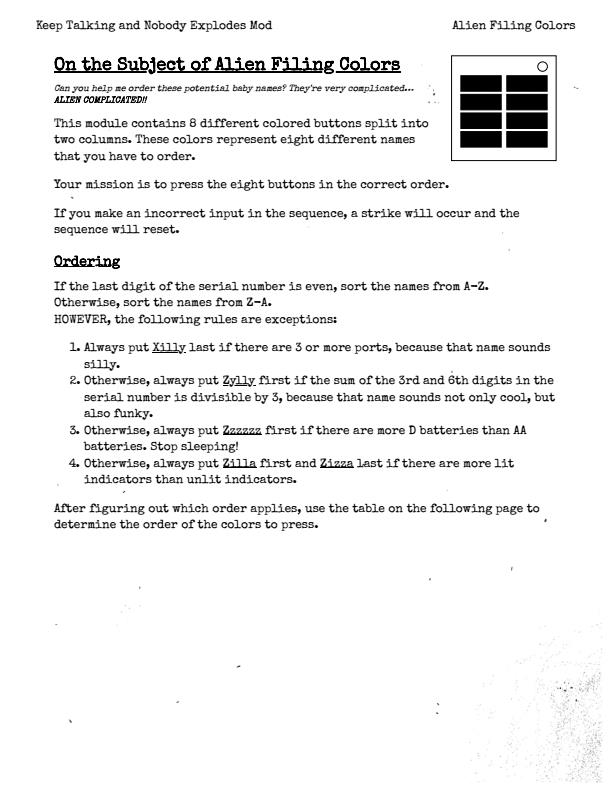 Keep Talking and Nobody Explodes Mod
Alien Filing Colors
On the Subject of Alien Filing Colors
Can you help me order these potential baby names? They're very complicated...
ALIEN COMPLICATED!!
This module contains 8 different colored buttons split into
two columns. These colors represent eight different names
that you have to order.
Your mission is to press the eight buttons in the correct order.
If you make an incorrect input in the sequence, a strike will occur and the
sequence will reset.
Ordering
If the last digit of the serial number is even, sort the names from A-Z.
Otherwise, sort the names from Z-A.
HOWEVER, the following rules are exceptions:
1. Always put Xilly last if there are 3 or more ports, because that name sounds
silly.
2. Otherwise, always put Zylly first if the sum of the 3rd and 6th digits in the
serial number is divisible by 3, because that name sounds not only cool, but
also funky.
3. Otherwise, always put Zzzzzz first if there are more D batteries than AA
batteries. Stop sleeping!
4. Otherwise, always put Zilla first and Zizza last if there are more lit
indicators than unlit indicators.
After figuring out which order applies, use the table on the following page to
determine the order of the colors to press.